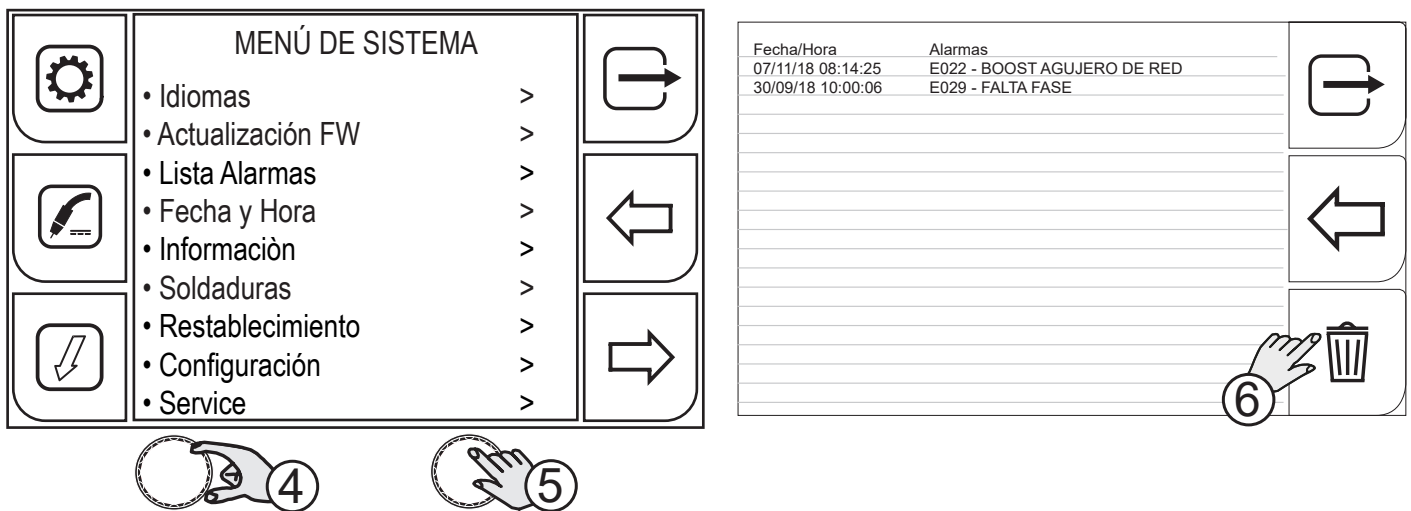 MENÚ DE SISTEMA
• Idiomas >
• Actualización FW >
• Lista Alarmas >
• Fecha y Hora >
• Informaciòn >
• Soldaduras >
• Restablecimiento >
• Configuración >
• Service >
4
5
Fecha/Hora Alarmas
07/11/18 08:14:25 E022 - BOOST AGUJERO DE RED
30/09/18 10:00:06 E029 - FALTA FASE
6